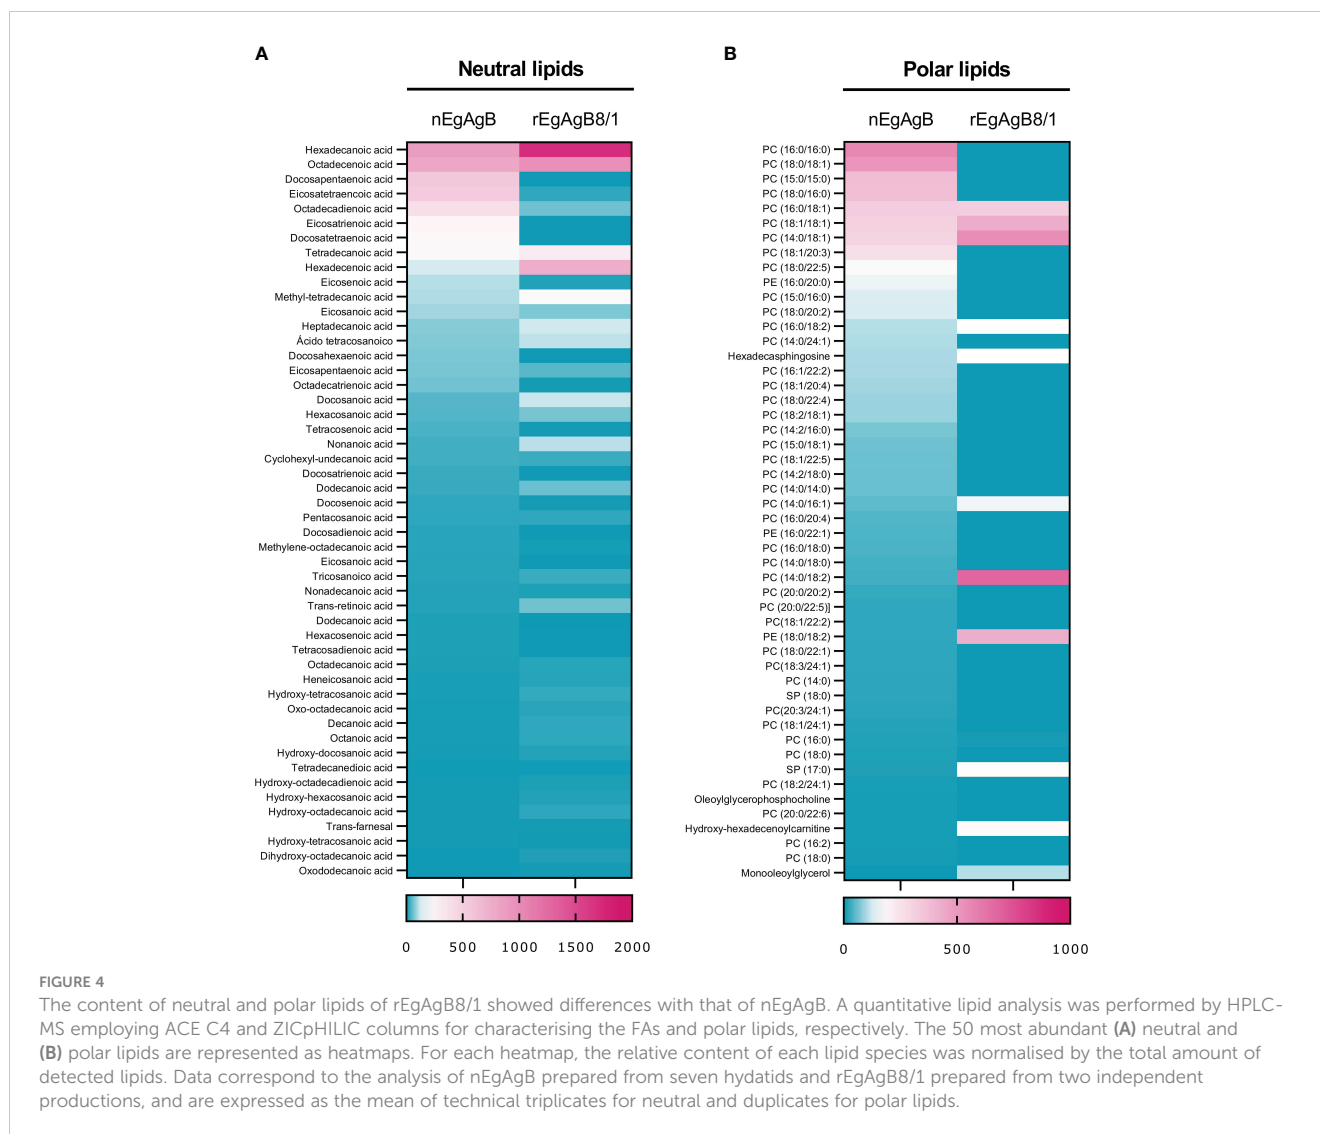 A
Neutral lipids
nEgAgB rEgAgB8/1
Hexadecanoic acid
Octadecenoic acid
Docosapentaenoic acid
Eicosatetraencoic acid
Octadecadienoic acid
Eicosatrienoic acid
Docosatetraenoic acid
Tetradecanoic acid
Hexadecenoic acid
Eicosenoic acid
Methyl-tetradecanoic acid
Eicosanoic acid
Heptadecanoic acid
Ácido tetracosanoico
Docosahexaenoic acid
Eicosapentaenoic acid
Octadecatrienoic acid
Docosanoic acid
Hexacosanoic acid
Tetracosenoic acid
Nonanoic acid
Cyclohexyl-undecanoic acid
Docosatrienoic acid
Dodecanoic acid
Docosenoic acid
Pentacosanoic acid
Docosadienoic acid
Methylene-octadecanoic acid
Eicosanoic acid
Tricosanoico acid
Nonadecanoic acid
Trans-retinoic acid
Dodecanoic acid
Hexacosenoic acid
Tetracosadienoic acid
Octadecanoic acid
Heneicosanoic acid
Hydroxy-tetracosanoic acid
Oxo-octadecanoic acid
Decanoic acid
Octanoic acid
Hydroxy-docosanoic acid
Tetradecanedioic acid
Hydroxy-octadecadienoic acid
Hydroxy-hexacosanoic acid
Hydroxy-octadecanoic acid
Trans-farnesal
Hydroxy-tetracosanoic acid
Dihydroxy-octadecanoic acid
Oxododecanoic acid
0 500 1000 1500 2000
B
Polar lipids
nEgAgB rEgAgB8/1
PC (16:0/16:0)
PC (18:0/18:1)
PC (15:0/15:0)
PC (18:0/16:0)
PC (16:0/18:1)
PC (18:1/18:1)
PC (14:0/18:1)
PC (18:1/20:3)
PC (18:0/22:5)
PE (16:0/20:0)
PC (15:0/16:0)
PC (18:0/20:2)
PC (16:0/18:2)
PC (14:0/24:1)
Hexadecasphingosine
PC (16:1/22:2)
PC (18:1/20:4)
PC (18:0/22:4)
PC (18:2/18:1)
PC (14:2/16:0)
PC (15:0/18:1)
PC (18:1/22:5)
PC (14:2/18:0)
PC (14:0/14:0)
PC (14:0/16:1)
PC (16:0/20:4)
PE (16:0/22:1)
PC (16:0/18:0)
PC (14:0/18:0)
PC (14:0/18:2)
PC (20:0/20:2)
PC (20:0/22:5)]
PC(18:1/22:2)
PE (18:0/18:2)
PC (18:0/22:1)
PC(18:3/24:1)
PC (14:0)
SP (18:0)
PC(20:3/24:1)
PC (18:1/24:1)
PC (16:0)
PC (18:0)
SP (17:0)
PC (18:2/24:1)
Oleoylglycerophosphocholine
PC (20:0/22:6)
Hydroxy-hexadecenoylcarnitine
PC (16:2)
PC (18:0)
Monooleoylglycerol
0 500 1000
FIGURE 4
The content of neutral and polar lipids of rEgAgB8/1 showed differences with that of nEgAgB. A quantitative lipid analysis was performed by HPLC-
MS employing ACE C4 and ZICpHILIC columns for characterising the FAs and polar lipids, respectively. The 50 most abundant (A) neutral and
(B) polar lipids are represented as heatmaps. For each heatmap, the relative content of each lipid species was normalised by the total amount of
detected lipids. Data correspond to the analysis of nEgAgB prepared from seven hydatids and rEgAgB8/1 prepared from two independent
productions, and are expressed as the mean of technical triplicates for neutral and duplicates for polar lipids.